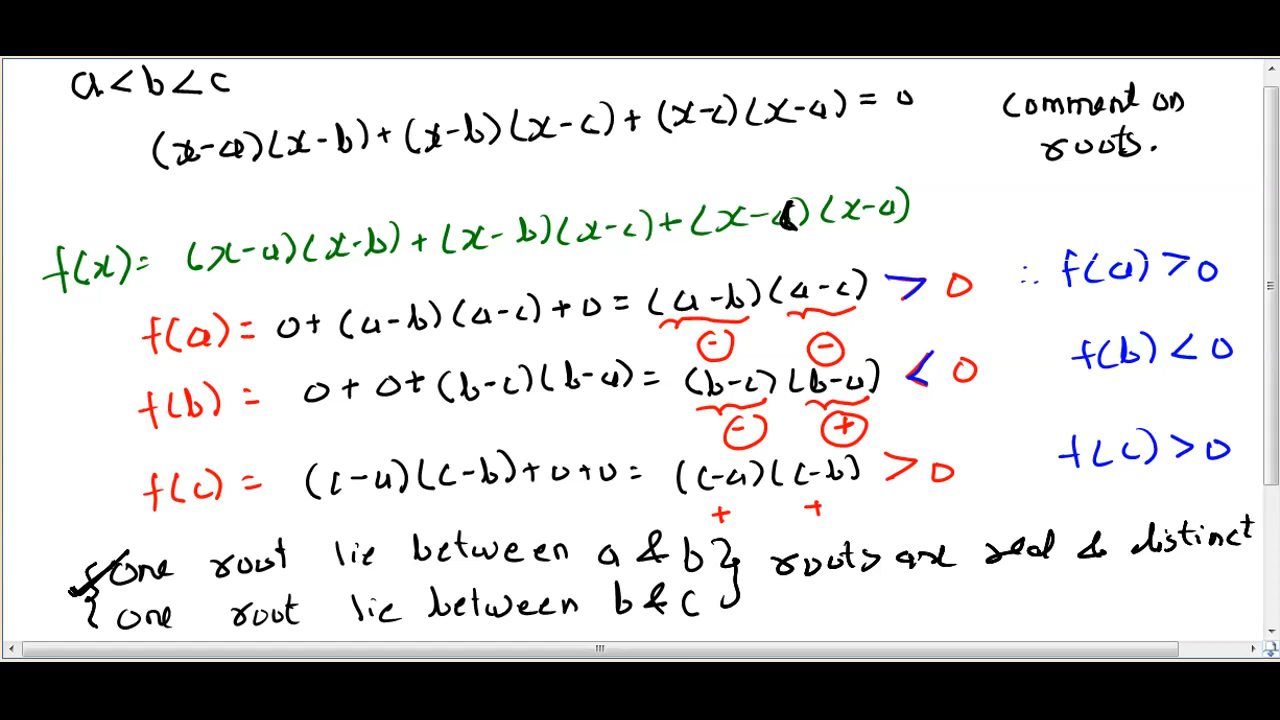 a < b < c
(x-a)(x-b) + (x-b)(x-c) + (x-c)(x-a) = 0
comment on
roots.
f(x) = (x-a)(x-b) + (x-b)(x-c) + (x-c)(x-a)
f(a) = 0 + (a-b)(a-c) + 0 = (a-b)(a-c) > 0
- -
∴ f(a) > 0
f(b) = 0 + 0 + (b-c)(b-a) = (b-c)(b-a) < 0
- +
f(b) < 0
f(c) = (c-a)(c-b) + 0 + 0 = (c-a)(c-b) > 0
+ +
f(c) > 0
{ one root lie between a & b } roots are real & distinct
{ one root lie between b & c }